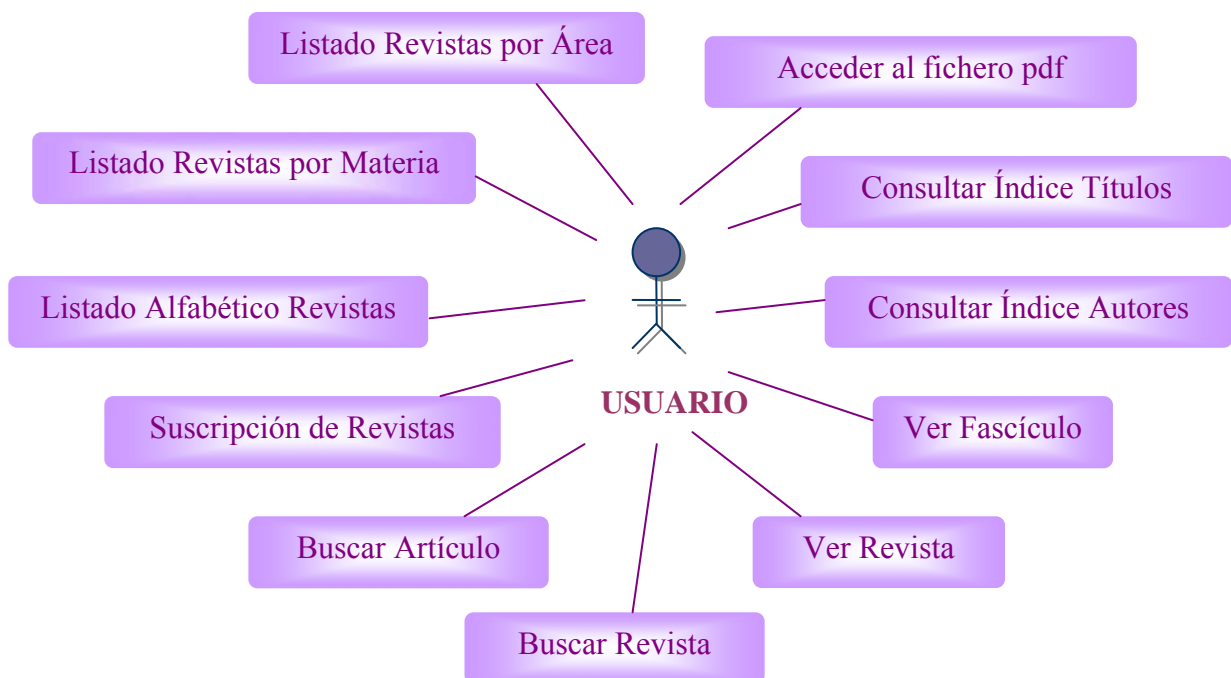 Listado Revistas por Área
Acceder al fichero pdf
Listado Revistas por Materia
Consultar Índice Títulos
Listado Alfabético Revistas
Consultar Índice Autores
USUARIO
Suscripción de Revistas
Ver Fascículo
Buscar Artículo
Ver Revista
Buscar Revista